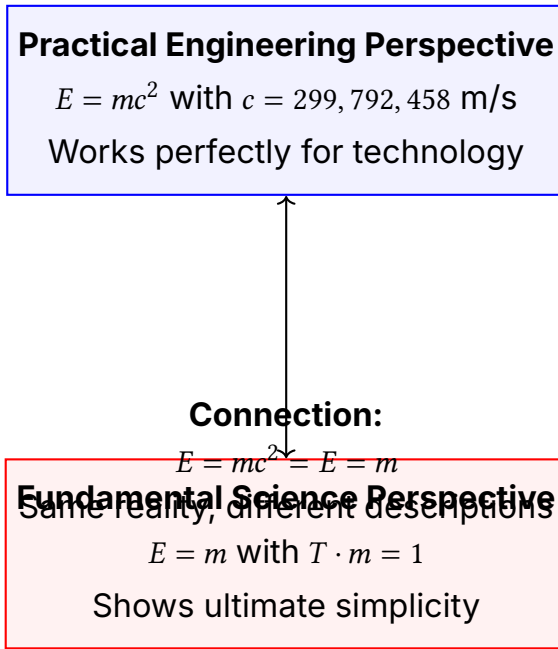 Practical Engineering Perspective
E = mc² with c = 299, 792, 458 m/s
Works perfectly for technology
Connection:
E = mc² = E = m
Same reality, different descriptions
Fundamental Science Perspective
E = m with T · m = 1
Shows ultimate simplicity